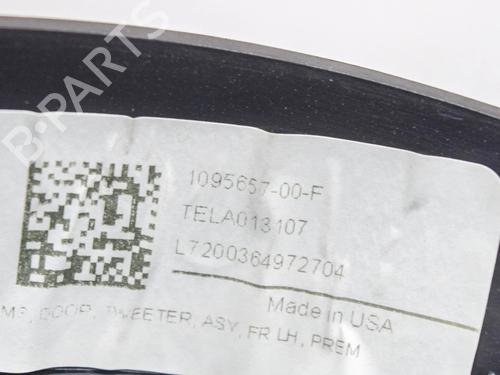 B-PARTS
1095657-00-F
TELA013107
L7200364972704
Made in USA
M3, DOOR, TWEETER, ASY, FR LH, PREM